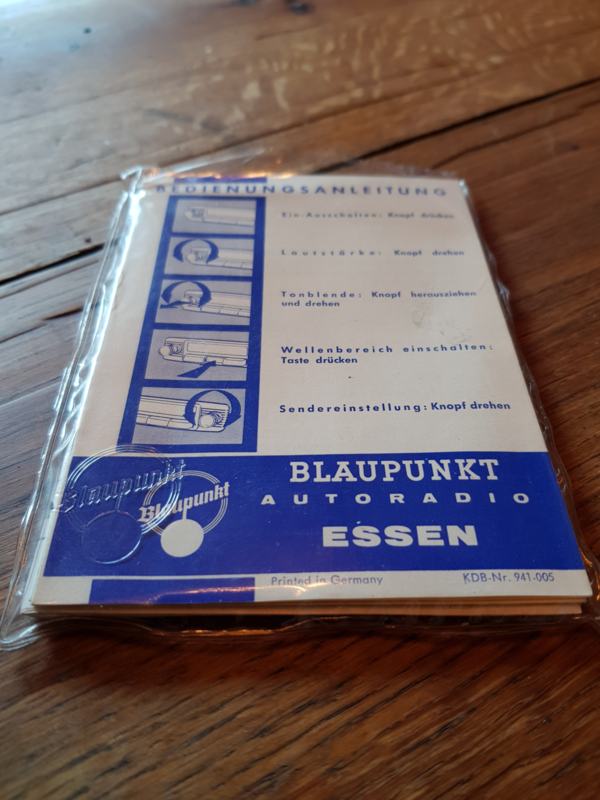 BEDIENUNGSANLEITUNG
Ein-Ausschalten: Knopf drücken
Lautstärke: Knopf drehen
Tonblende: Knopf herausziehen
und drehen
Wellenbereich einschalten:
Taste drücken
Sendereinstellung: Knopf drehen
Blaupunkt
Blaupunkt
BLAUPUNKT
AUTORADIO
ESSEN
Printed in Germany
KDB-Nr. 941-005